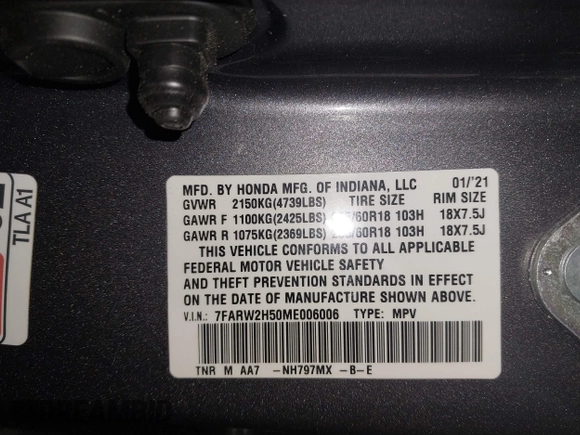 TLA A1
MFD. BY HONDA MFG. OF INDIANA, LLC 01/'21
GVWR 2150KG(4739LBS) TIRE SIZE RIM SIZE
GAWR F 1100KG(2425LBS) /60R18 103H 18X7.5J
GAWR R 1075KG(2369LBS) /60R18 103H 18X7.5J
THIS VEHICLE CONFORMS TO ALL APPLICABLE
FEDERAL MOTOR VEHICLE SAFETY
AND THEFT PREVENTION STANDARDS IN EFFECT
ON THE DATE OF MANUFACTURE SHOWN ABOVE.
V.I.N.: 7FARW2H50ME006006 TYPE: MPV
TNR M AA7 -NH797MX -B-E